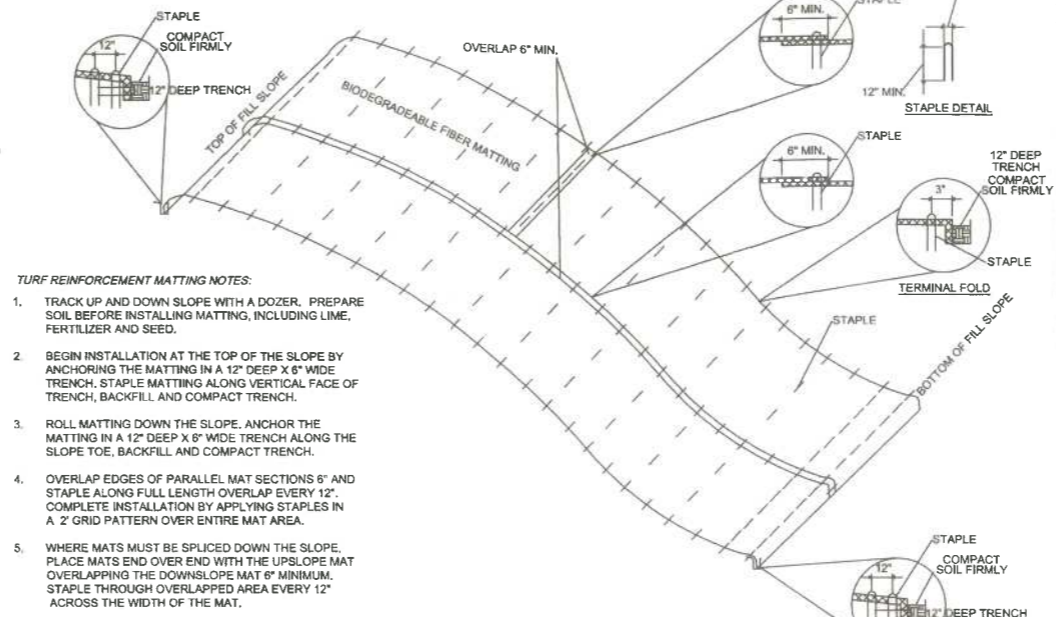 STAPLE
12"
COMPACT
SOIL FIRMLY
12" DEEP TRENCH
TOP OF FILL SLOPE
BIODEGRADEABLE FIBER MATTING
OVERLAP 6" MIN.
6" MIN.
STAPLE
12" MIN.
STAPLE DETAIL
6" MIN.
STAPLE
12" DEEP
TRENCH
COMPACT
SOIL FIRMLY
3"
STAPLE
TERMINAL FOLD
STAPLE
BOTTOM OF FILL SLOPE
TURF REINFORCEMENT MATTING NOTES:
1. TRACK UP AND DOWN SLOPE WITH A DOZER. PREPARE
SOIL BEFORE INSTALLING MATTING, INCLUDING LIME,
FERTILIZER AND SEED.
2. BEGIN INSTALLATION AT THE TOP OF THE SLOPE BY
ANCHORING THE MATTING IN A 12" DEEP X 6" WIDE
TRENCH. STAPLE MATTIING ALONG VERTICAL FACE OF
TRENCH, BACKFILL AND COMPACT TRENCH.
3. ROLL MATTING DOWN THE SLOPE. ANCHOR THE
MATTING IN A 12" DEEP X 6" WIDE TRENCH ALONG THE
SLOPE TOE, BACKFILL AND COMPACT TRENCH.
4. OVERLAP EDGES OF PARALLEL MAT SECTIONS 6" AND
STAPLE ALONG FULL LENGTH OVERLAP EVERY 12".
COMPLETE INSTALLATION BY APPLYING STAPLES IN
A 2' GRID PATTERN OVER ENTIRE MAT AREA.
5. WHERE MATS MUST BE SPLICED DOWN THE SLOPE,
PLACE MATS END OVER END WITH THE UPSLOPE MAT
OVERLAPPING THE DOWNSLOPE MAT 6" MINIMUM.
STAPLE THROUGH OVERLAPPED AREA EVERY 12"
ACROSS THE WIDTH OF THE MAT.
STAPLE
12"
COMPACT
SOIL FIRMLY
12" DEEP TRENCH